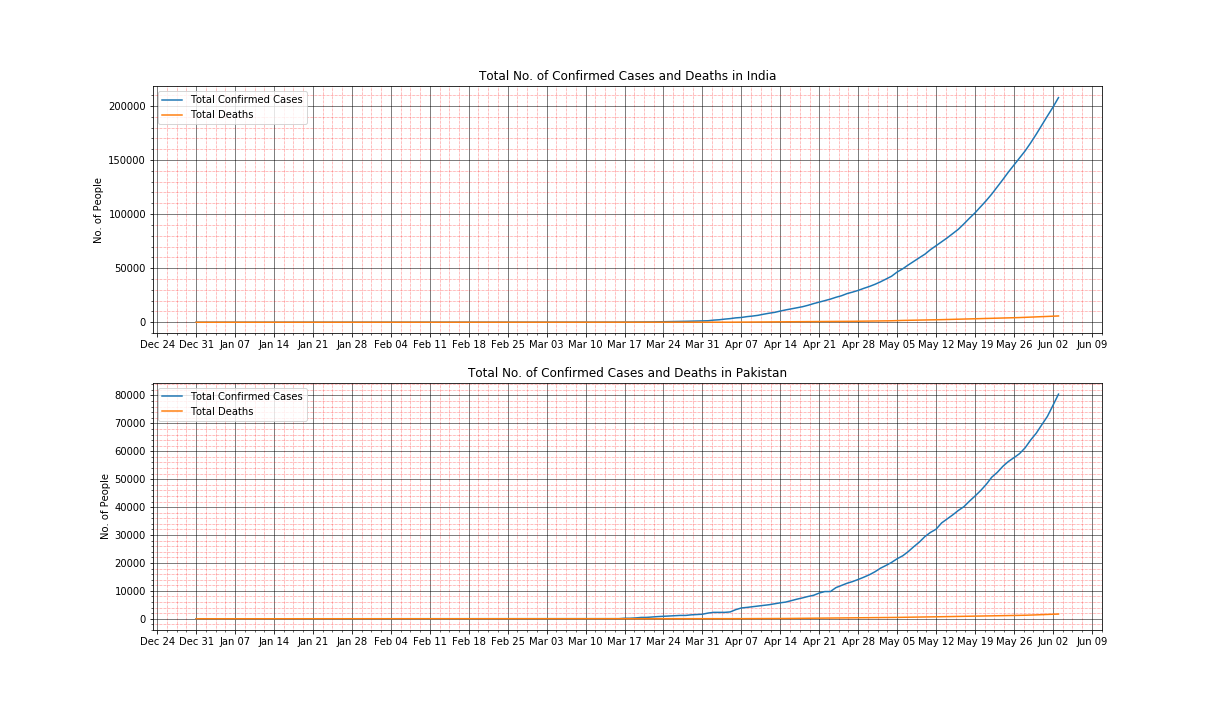 Total No. of Confirmed Cases and Deaths in India
Total Confirmed Cases
Total Deaths
No. of People
200000
150000
100000
50000
0
Dec 24 Dec 31 Jan 07 Jan 14 Jan 21 Jan 28 Feb 04 Feb 11 Feb 18 Feb 25 Mar 03 Mar 10 Mar 17 Mar 24 Mar 31 Apr 07 Apr 14 Apr 21 Apr 28 May 05 May 12 May 19 May 26 Jun 02 Jun 09
Total No. of Confirmed Cases and Deaths in Pakistan
Total Confirmed Cases
Total Deaths
No. of People
80000
70000
60000
50000
40000
30000
20000
10000
0
Dec 24 Dec 31 Jan 07 Jan 14 Jan 21 Jan 28 Feb 04 Feb 11 Feb 18 Feb 25 Mar 03 Mar 10 Mar 17 Mar 24 Mar 31 Apr 07 Apr 14 Apr 21 Apr 28 May 05 May 12 May 19 May 26 Jun 02 Jun 09